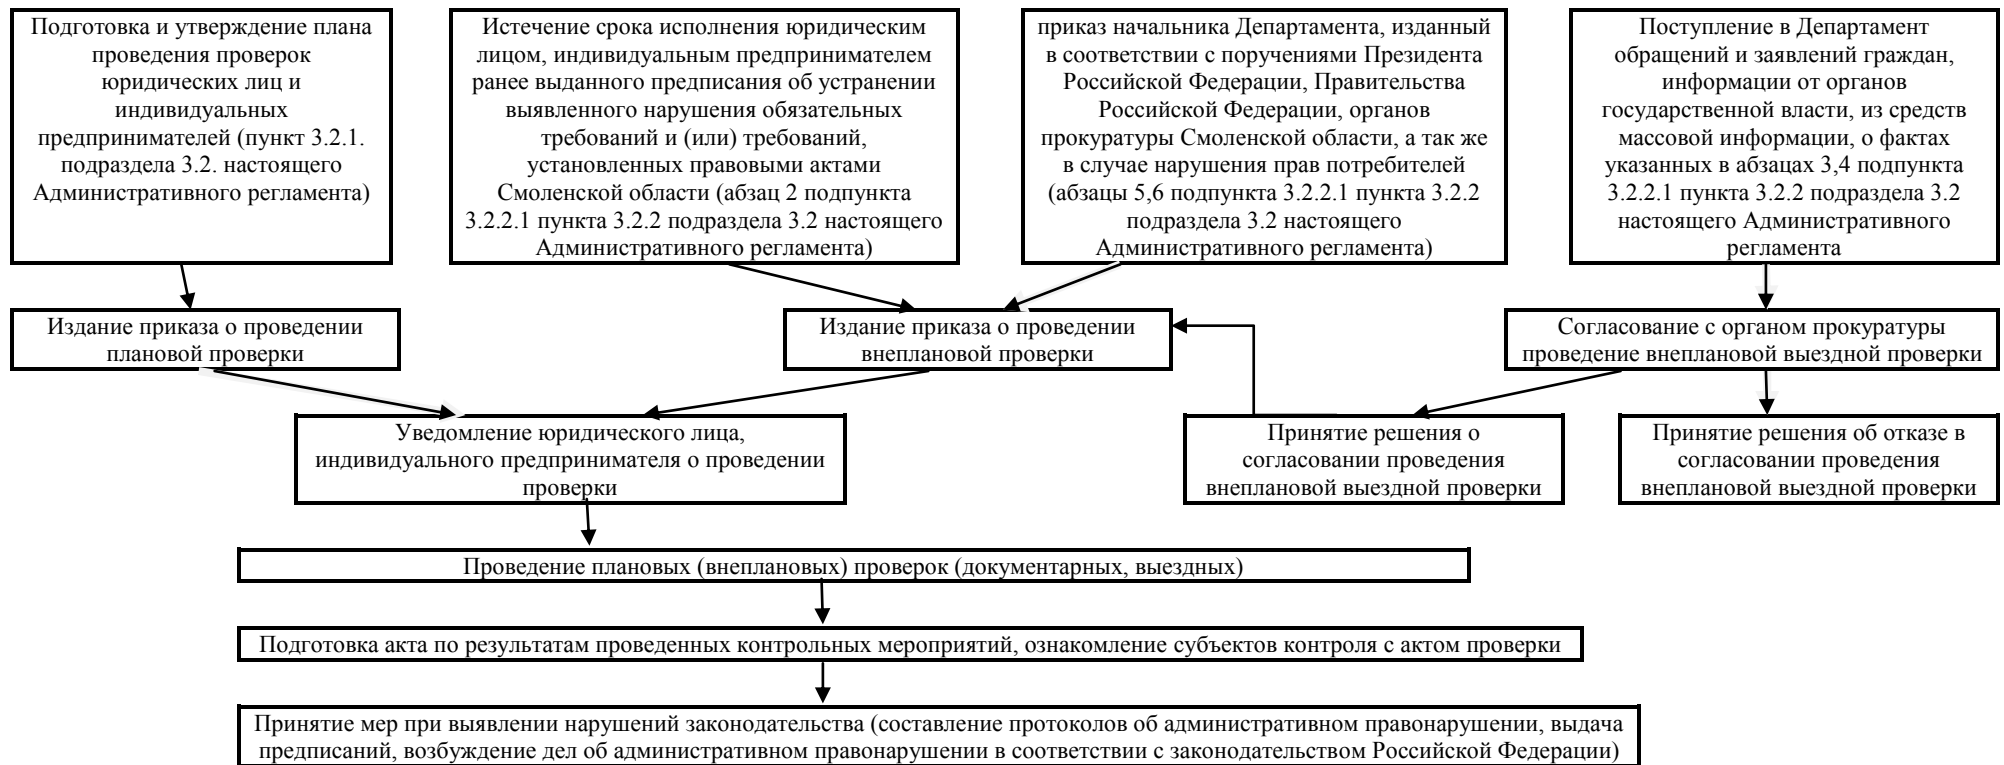 Подготовка и утверждение плана
проведения проверок
юридических лиц и
индивидуальных
предпринимателей (пункт 3.2.1.
подраздела 3.2. настоящего
Административного регламента)
Истечение срока исполнения юридическим
лицом, индивидуальным предпринимателем
ранее выданного предписания об устранении
выявленного нарушения обязательных
требований и (или) требований,
установленных правовыми актами
Смоленской области (абзац 2 подпункта
3.2.2.1 пункта 3.2.2 подраздела 3.2 настоящего
Административного регламента)
приказ начальника Департамента, изданный
в соответствии с поручениями Президента
Российской Федерации, Правительства
Российской Федерации, органов
прокуратуры Смоленской области, а так же
в случае нарушения прав потребителей
(абзацы 5,6 подпункта 3.2.2.1 пункта 3.2.2
подраздела 3.2 настоящего
Административного регламента)
Поступление в Департамент
обращений и заявлений граждан,
информации от органов
государственной власти, из средств
массовой информации, о фактах
указанных в абзацах 3,4 подпункта
3.2.2.1 пункта 3.2.2 подраздела 3.2
настоящего Административного
регламента
Издание приказа о проведении
плановой проверки
Издание приказа о проведении
внеплановой проверки
Согласование с органом прокуратуры
проведение внеплановой выездной проверки
Уведомление юридического лица,
индивидуального предпринимателя о проведении
проверки
Принятие решения о
согласовании проведения
внеплановой выездной проверки
Принятие решения об отказе в
согласовании проведения
внеплановой выездной проверки
Проведение плановых (внеплановых) проверок (документарных, выездных)
Подготовка акта по результатам проведенных контрольных мероприятий, ознакомление субъектов контроля с актом проверки
Принятие мер при выявлении нарушений законодательства (составление протоколов об административном правонарушении, выдача
предписаний, возбуждение дел об административном правонарушении в соответствии с законодательством Российской Федерации)